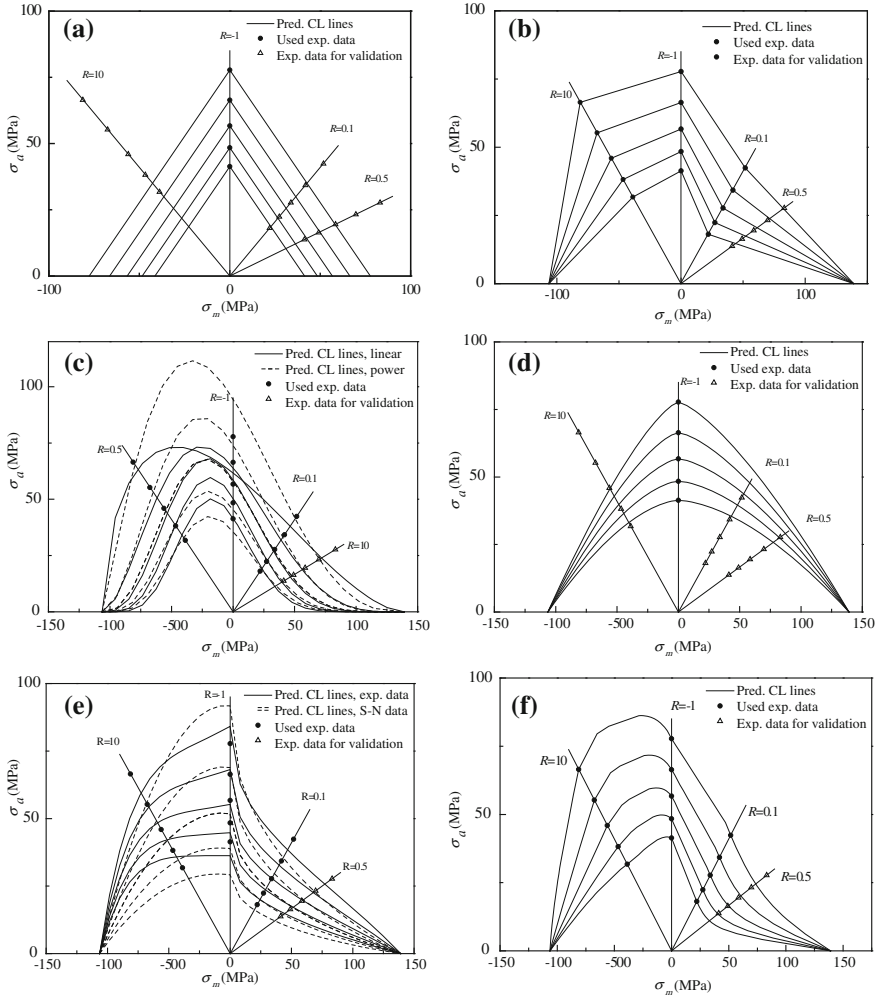 (a)
R=-1
Pred. CL lines
Used exp. data
Exp. data for validation
R=10
R=0.1
R=0.5
100
50
0
-100
0
100
σa (MPa)
σm (MPa)
(b)
R=-1
Pred. CL lines
Used exp. data
Exp. data for validation
R=10
R=0.1
R=0.5
100
50
0
-100
0
100
σa (MPa)
σm (MPa)
(c)
Pred. CL lines, linear
Pred. CL lines, power
Used exp. data
Exp. data for validation
R=-1
R=0.5
R=0.1
R=10
100
50
0
-100
-500
0
50
100
150
σa (MPa)
σm (MPa)
(d)
Pred. CL lines
Used exp. data
Exp. data for validation
R=-1
R=10
R=0.1
R=0.5
100
50
0
-150
-100
-50
0
50
100
150
σa (MPa)
σm (MPa)
(e)
R=-1
Pred. CL lines, exp. data
Pred. CL lines, S-N data
Used exp. data
Exp. data for validation
R=10
R=0.1
R=0.5
100
50
0
-150
-100
-500
0
50
100
150
σa (MPa)
σm (MPa)
(f)
Pred. CL lines
Used exp. data
Exp. data for validation
R=-1
R=10
R=0.1
R=0.5
100
50
0
-150
-100
-500
0
50
100
150
σa (MPa)
σm (MPa)